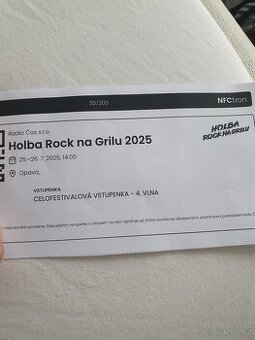 35/200
NFCtron
Radio Čas s.r.o.
Holba Rock na Grilu 2025
HOLBA
ROCK NA GRILU
25.–26. 7. 2025, 14:00
Opava,
VSTUPENKA
CELOFESTIVALOVÁ VSTUPENKA - 4. VLNA